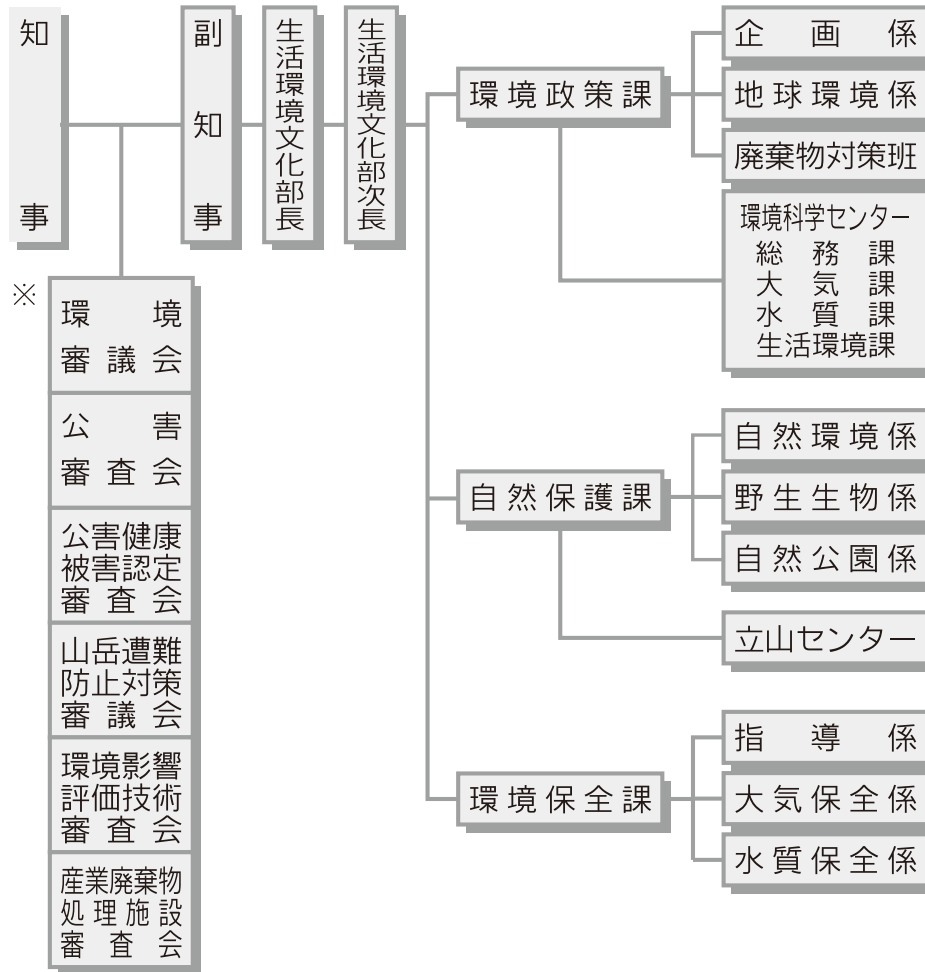 知事
副知事
生活環境文化部長
生活環境文化部次長
環境政策課
企画係
地球環境係
廃棄物対策班
環境科学センター
総務課
大気課
水質課
生活環境課
自然保護課
自然環境係
野生生物係
自然公園係
立山センター
環境保全課
指導係
大気保全係
水質保全係
※
環境
審議会
公害
審査会
公害健康
被害認定
審査会
山岳遭難
防止対策
審議会
環境影響
評価技術
審査会
産業廃棄物
処理施設
審査会